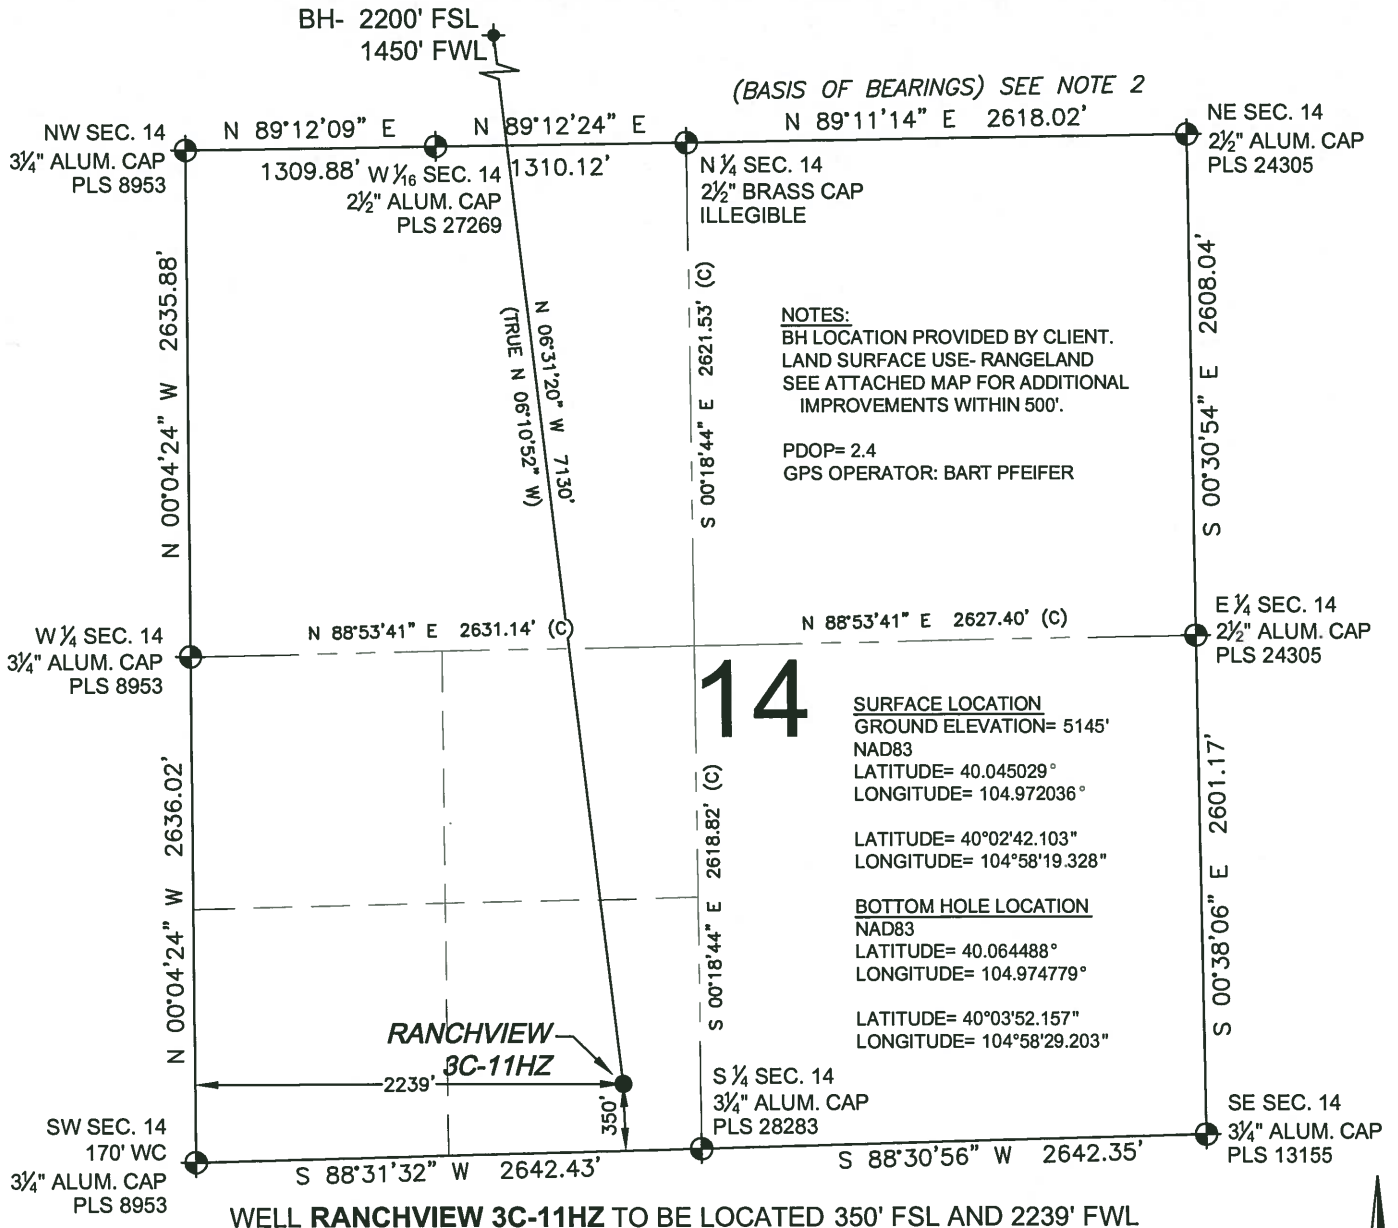 BH- 2200' FSL
1450' FWL
(BASIS OF BEARINGS) SEE NOTE 2
NW SEC. 14
3¼" ALUM. CAP
PLS 8953
N 89°12'09" E
1309.88'
W 1/16 SEC. 14
2½" ALUM. CAP
PLS 27269
N 89°12'24" E
1310.12'
N ¼ SEC. 14
2½" BRASS CAP
ILLEGIBLE
N 89°11'14" E 2618.02'
NE SEC. 14
2½" ALUM. CAP
PLS 24305
N 00°04'24" W 2635.88'
N 06°31'20" W 7130'
(TRUE N 06°10'52" W)
S 00°18'44" E 2621.53' (C)
NOTES:
BH LOCATION PROVIDED BY CLIENT.
LAND SURFACE USE- RANGELAND
SEE ATTACHED MAP FOR ADDITIONAL
IMPROVEMENTS WITHIN 500'.
PDOP= 2.4
GPS OPERATOR: BART PFEIFER
S 00°30'54" E 2608.04'
W ¼ SEC. 14
3¼" ALUM. CAP
PLS 8953
N 88°53'41" E 2631.14' (C)
N 88°53'41" E 2627.40' (C)
E ¼ SEC. 14
2½" ALUM. CAP
PLS 24305
14
SURFACE LOCATION
GROUND ELEVATION= 5145'
NAD83
LATITUDE= 40.045029°
LONGITUDE= 104.972036°
LATITUDE= 40°02'42.103"
LONGITUDE= 104°58'19.328"
BOTTOM HOLE LOCATION
NAD83
LATITUDE= 40.064488°
LONGITUDE= 104.974779°
LATITUDE= 40°03'52.157"
LONGITUDE= 104°58'29.203"
N 00°04'24" W 2636.02'
S 00°18'44" E 2618.82' (C)
S 00°38'06" E 2601.17'
RANCHVIEW
3C-11HZ
2239'
350'
SW SEC. 14
170' WC
3¼" ALUM. CAP
PLS 8953
S 88°31'32" W 2642.43'
S ¼ SEC. 14
3¼" ALUM. CAP
PLS 28283
S 88°30'56" W 2642.35'
SE SEC. 14
3¼" ALUM. CAP
PLS 13155
WELL RANCHVIEW 3C-11HZ TO BE LOCATED 350' FSL AND 2239' FWL